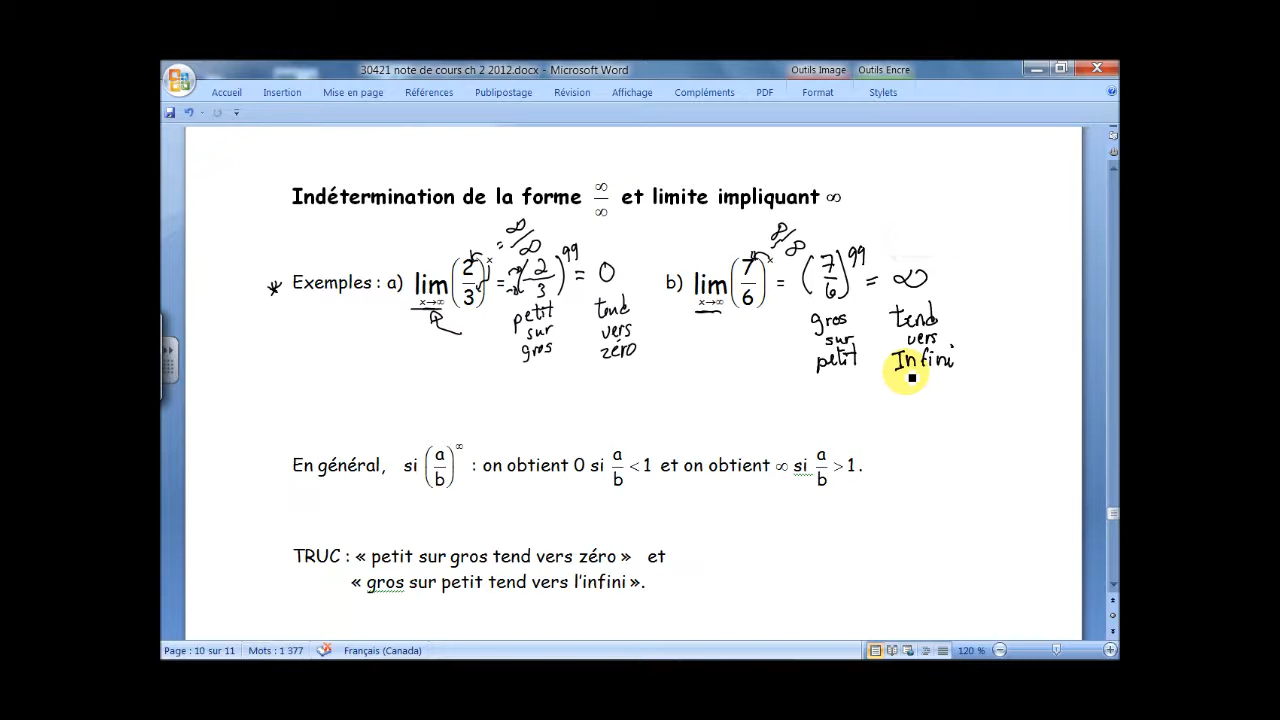 30421 note de cours ch 2 2012.docx - Microsoft Word Outils Image Outils Encre
Accueil Insertion Mise en page Références Publipostage Révision Affichage Compléments PDF Format Stylets
Indétermination de la forme ∞/∞ et limite impliquant ∞
Exemples : a) lim x→∞ (2/3)^x = ∞/∞ = (2/3)^99 = 0 b) lim x→∞ (7/6)^x ∞/∞ = (7/6)^99 = ∞
petit sur gros
tend vers zéro
gros sur petit
tend vers Infini
En général, si (a/b)^∞ : on obtient 0 si a/b < 1 et on obtient ∞ si a/b > 1.
TRUC : « petit sur gros tend vers zéro » et
« gros sur petit tend vers l'infini ».
Page : 10 sur 11 Mots : 1 377 Français (Canada) 120 %